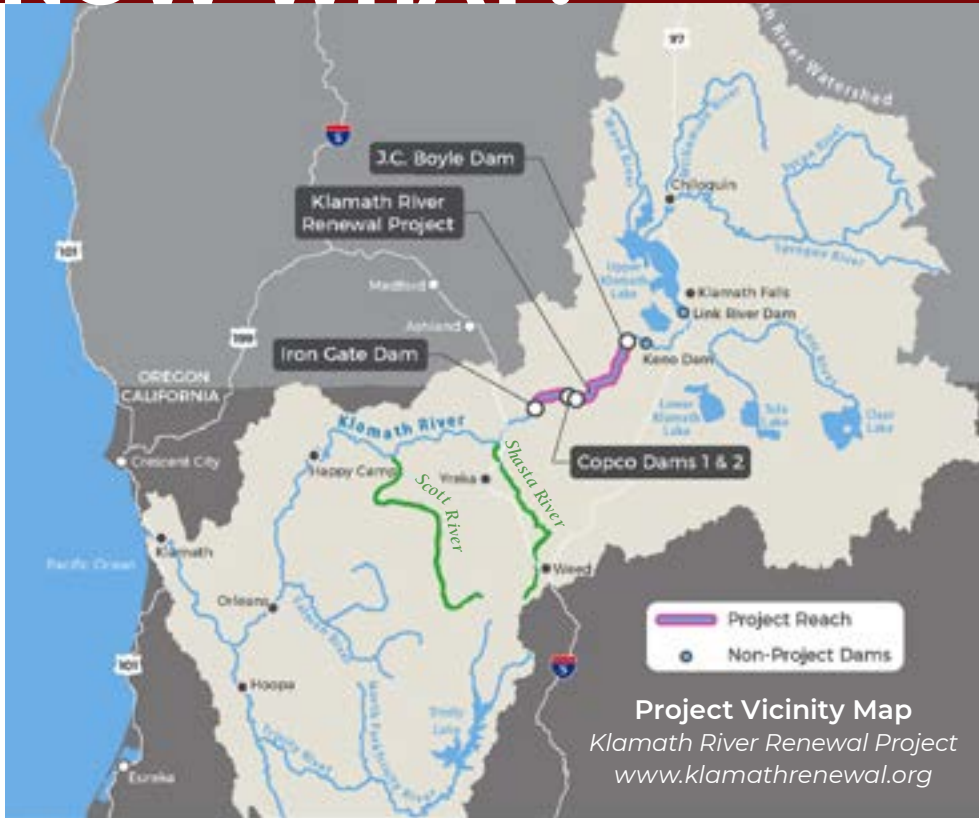 97
River Watershed
5
J.C. Boyle Dam
Klamath River
Renewal Project
Wood River
Williamson River
Chiloquin
Sprague River
101
Upper
Klamath
Lake
Medford
Klamath Falls
Link River Dam
Ashland
199
Keno Dam
Lost River
Iron Gate Dam
OREGON
CALIFORNIA
Klamath River
Lower
Klamath
Lake
Tule
Lake
Clear
Lake
Crescent City
Happy Camp
Yreka
Scott River
Shasta River
Copco Dams 1 & 2
Klamath
Pacific Ocean
Weed
Orleans
Salmon River
Project Reach
Non-Project Dams
101
5
Hoopa
Trinity
Lake
Trinity River
Eureka
Project Vicinity Map
Klamath River Renewal Project
www.klamathrenewal.org